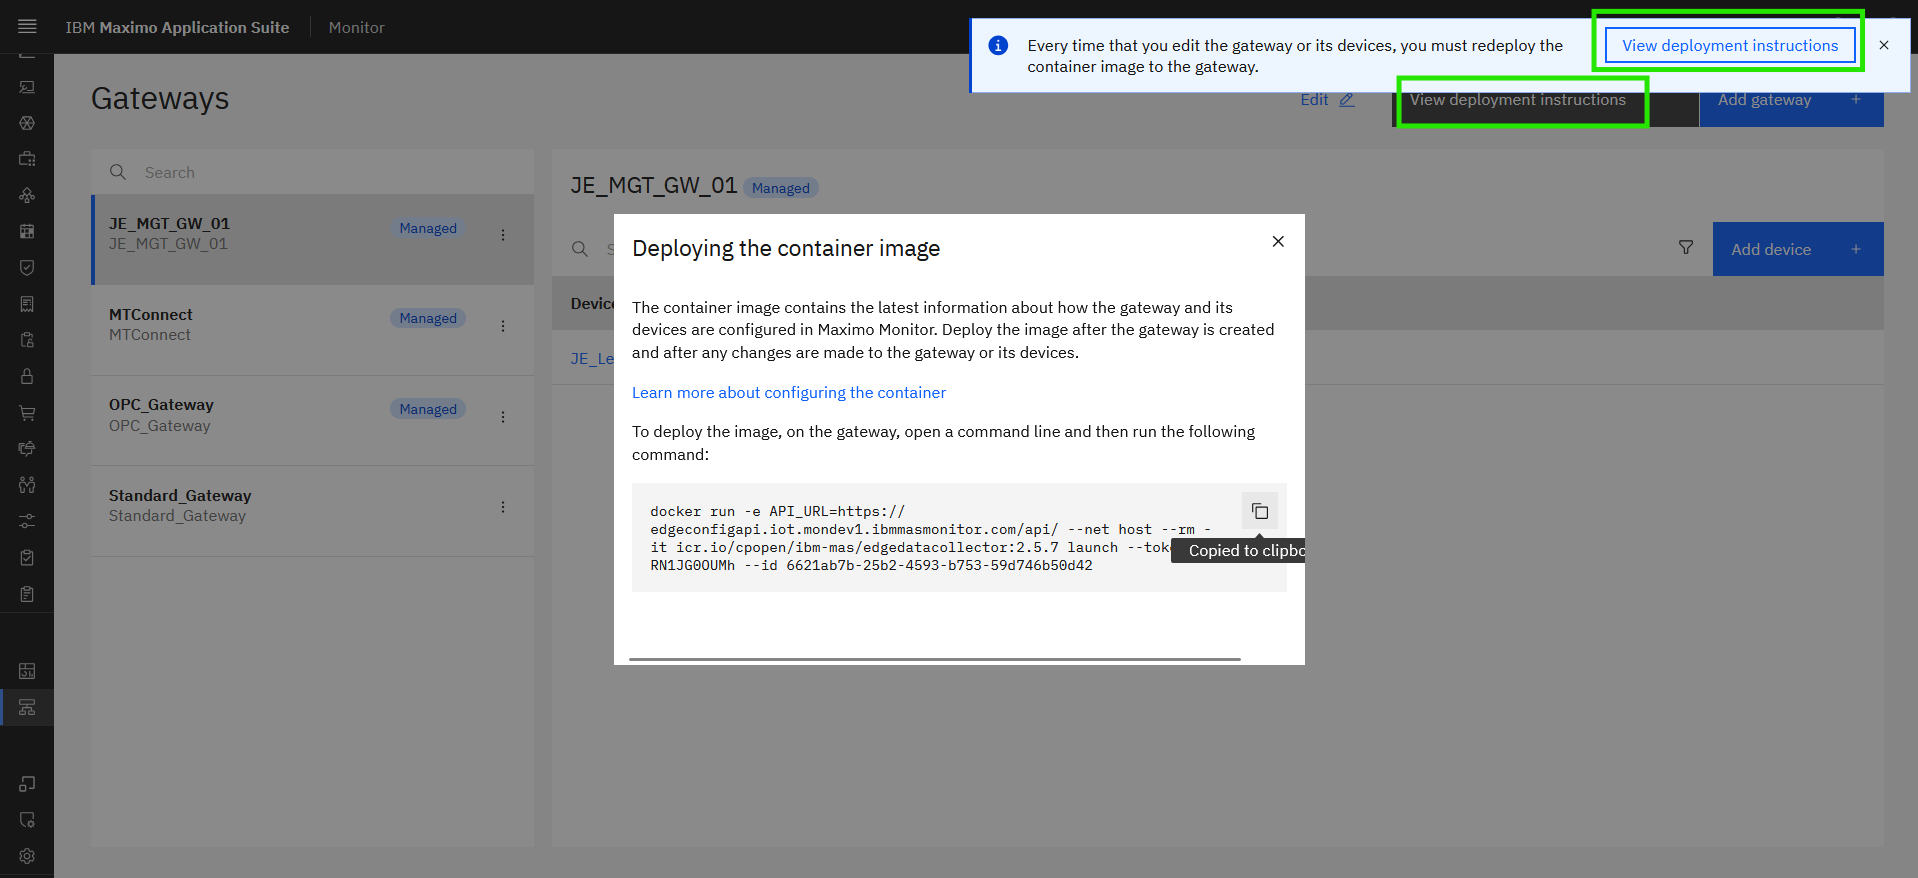 IBM Maximo Application Suite
Monitor
Every time that you edit the gateway or its devices, you must redeploy the
container image to the gateway.
View deployment instructions
Gateways
Edit
View deployment instructions
Add gateway
Search
JE_MGT_GW_01
JE_MGT_GW_01
Managed
MTConnect
MTConnect
Managed
OPC_Gateway
OPC_Gateway
Managed
Standard_Gateway
Standard_Gateway
JE_MGT_GW_01
Managed
Add device
JE_Le
Deploying the container image
The container image contains the latest information about how the gateway and its
devices are configured in Maximo Monitor. Deploy the image after the gateway is created
and after any changes are made to the gateway or its devices.
Learn more about configuring the container
To deploy the image, on the gateway, open a command line and then run the following
command:
docker run -e API_URL=https://
edgeconfigapi.iot.mondev1.ibmmasmonitor.com/api/ --net host --rm -
it icr.io/cpopen/ibm-mas/edgedatacollector:2.5.7 launch --tok
RN1JG0OUMh --id 6621ab7b-25b2-4593-b753-59d746b50d42
Copied to clipbo